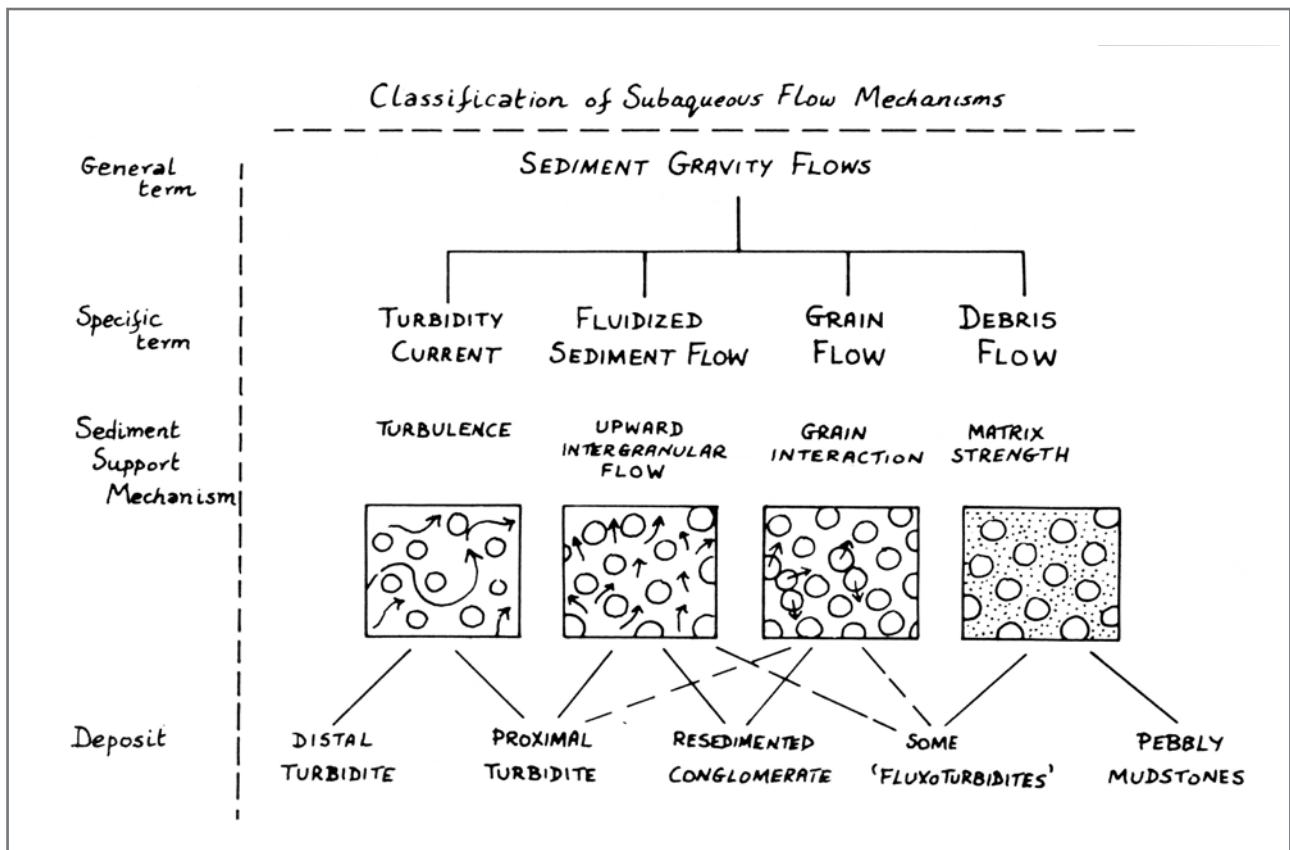 Classification of Subaqueous Flow Mechanisms
General
term
SEDIMENT GRAVITY FLOWS
Specific
term
TURBIDITY
CURRENT
FLUIDIZED
SEDIMENT FLOW
GRAIN
FLOW
DEBRIS
FLOW
Sediment
Support
Mechanism
TURBULENCE
UPWARD
INTERGRANULAR
FLOW
GRAIN
INTERACTION
MATRIX
STRENGTH
Deposit
DISTAL
TURBIDITE
PROXIMAL
TURBIDITE
RESEDIMENTED
CONGLOMERATE
SOME
'FLUXOTURBIDITES'
PEBBLY
MUDSTONES